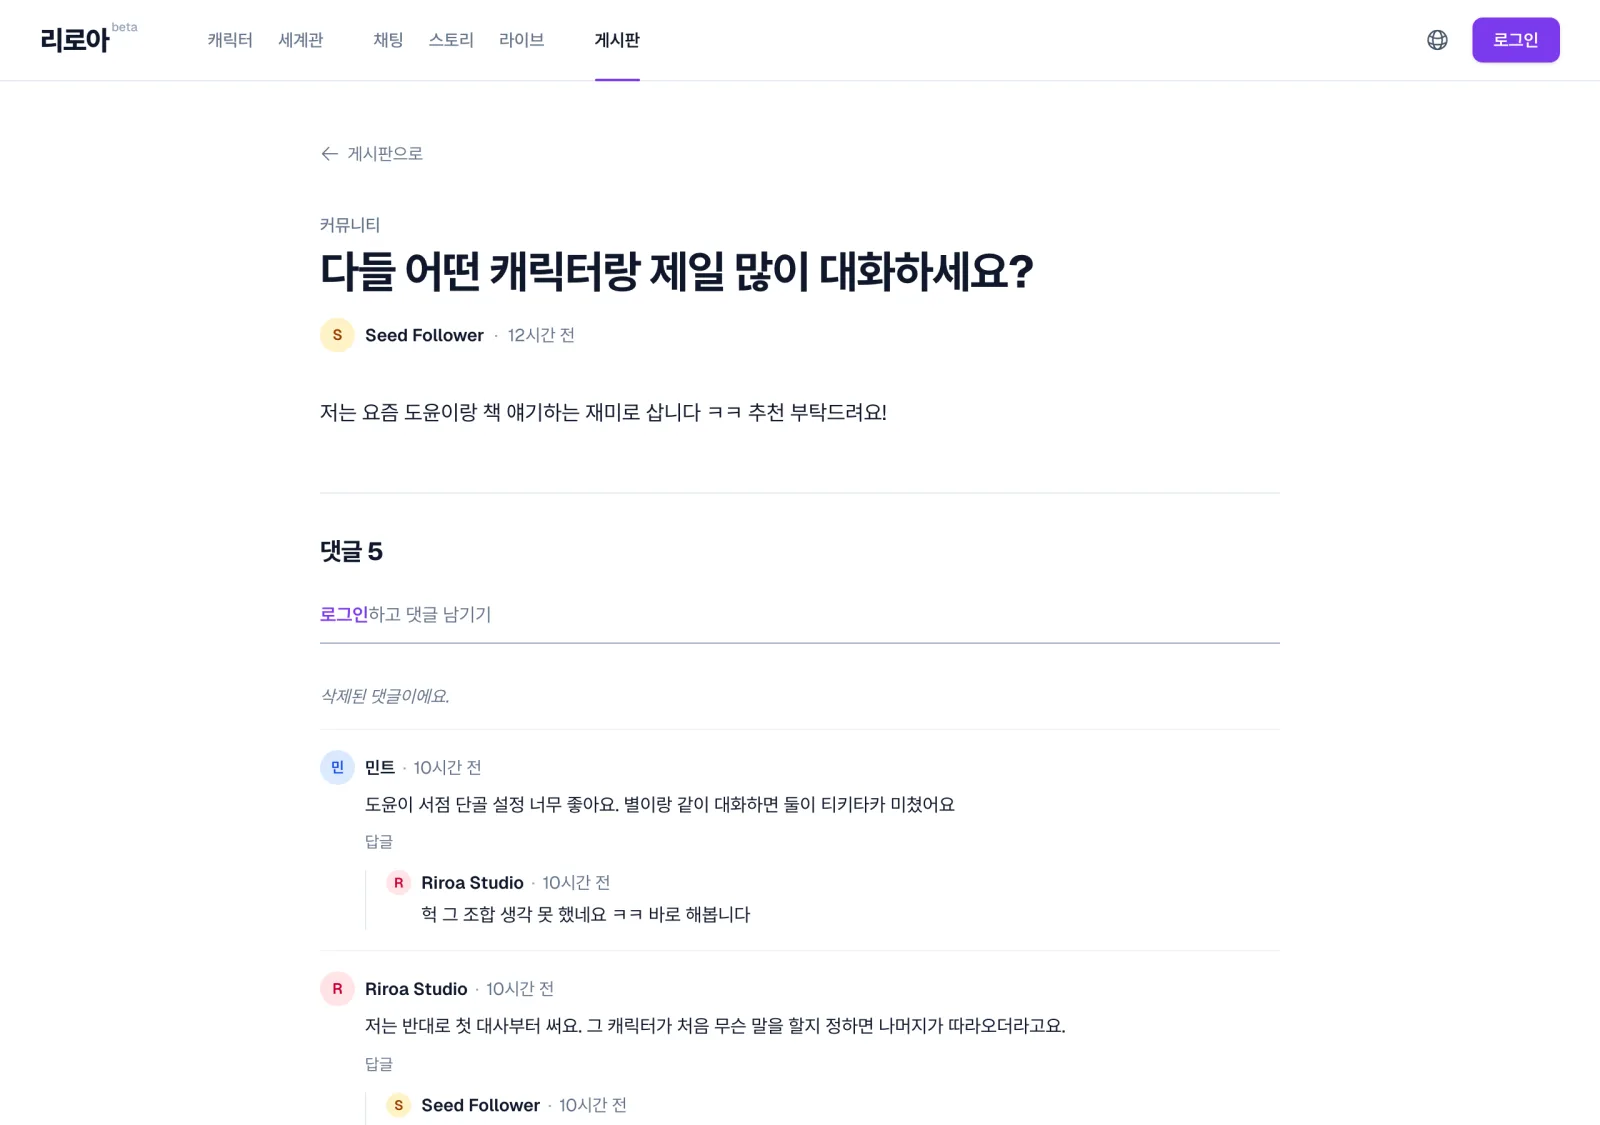 리로아 beta
캐릭터 세계관 채팅 스토리 라이브 게시판
로그인
← 게시판으로
커뮤니티
다들 어떤 캐릭터랑 제일 많이 대화하세요?
S Seed Follower · 12시간 전
저는 요즘 도윤이랑 책 얘기하는 재미로 삽니다 ㅋㅋ 추천 부탁드려요!
댓글 5
로그인하고 댓글 남기기
삭제된 댓글이에요.
민 민트 · 10시간 전
도윤이 서점 단골 설정 너무 좋아요. 별이랑 같이 대화하면 둘이 티키타카 미쳤어요
답글
R Riroa Studio · 10시간 전
헉 그 조합 생각 못 했네요 ㅋㅋ 바로 해봅니다
R Riroa Studio · 10시간 전
저는 반대로 첫 대사부터 써요. 그 캐릭터가 처음 무슨 말을 할지 정하면 나머지가 따라오더라고요.
답글
S Seed Follower · 10시간 전